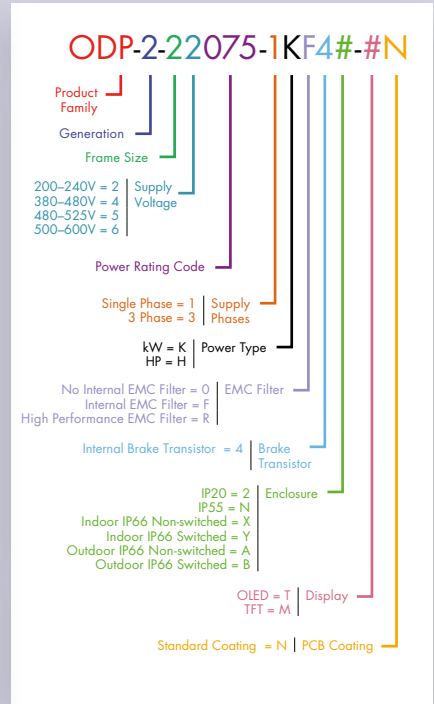 ODP-2-22075-1KF4#-#N
Product
Family
Generation
Frame Size
200–240V = 2 Supply
380–480V = 4 Voltage
480–525V = 5
500–600V = 6
Power Rating Code
Single Phase = 1 Supply
3 Phase = 3 Phases
kW = K Power Type
HP = H
No Internal EMC Filter = 0 EMC Filter
Internal EMC Filter = F
High Performance EMC Filter = R
Internal Brake Transistor = 4 Brake
Transistor
IP20 = 2 Enclosure
IP55 = N
Indoor IP66 Non-switched = X
Indoor IP66 Switched = Y
Outdoor IP66 Non-switched = A
Outdoor IP66 Switched = B
OLED = T Display
TFT = M
Standard Coating = N PCB Coating